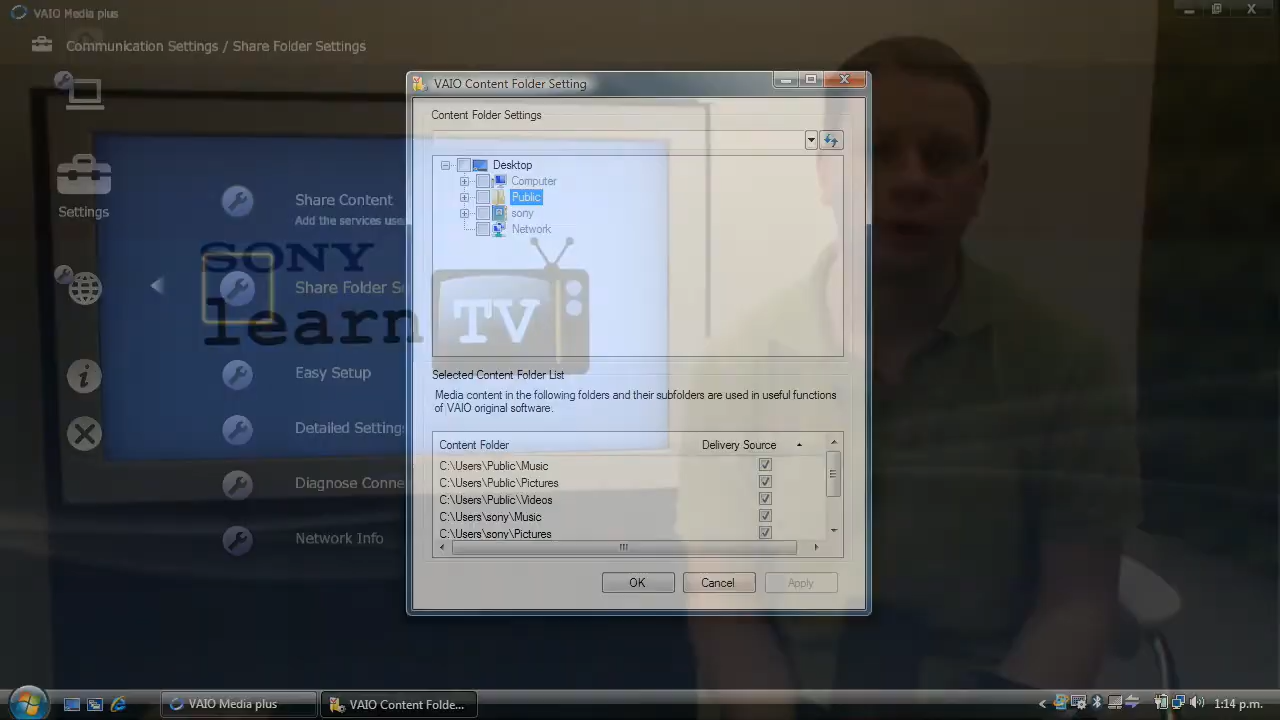 VAIO Media plus
Communication Settings / Share Folder Settings
VAIO Content Folder Setting
Content Folder Settings
Desktop
Computer
Public
sony
Network
Settings
Share Content
Add the services use
Share Folder Se
Easy Setup
Detailed Settings
Diagnose Conne
Network Info
SONY
learn
TV
Selected Content Folder List
Media content in the following folders and their subfolders are used in useful functions
of VAIO original software.
Content Folder Delivery Source
C:\Users\Public\Music
C:\Users\Public\Pictures
C:\Users\Public\Videos
C:\Users\sony\Music
C:\Users\sony\Pictures
OK Cancel Apply
VAIO Media plus VAIO Content Folde... 1:14 p.m.